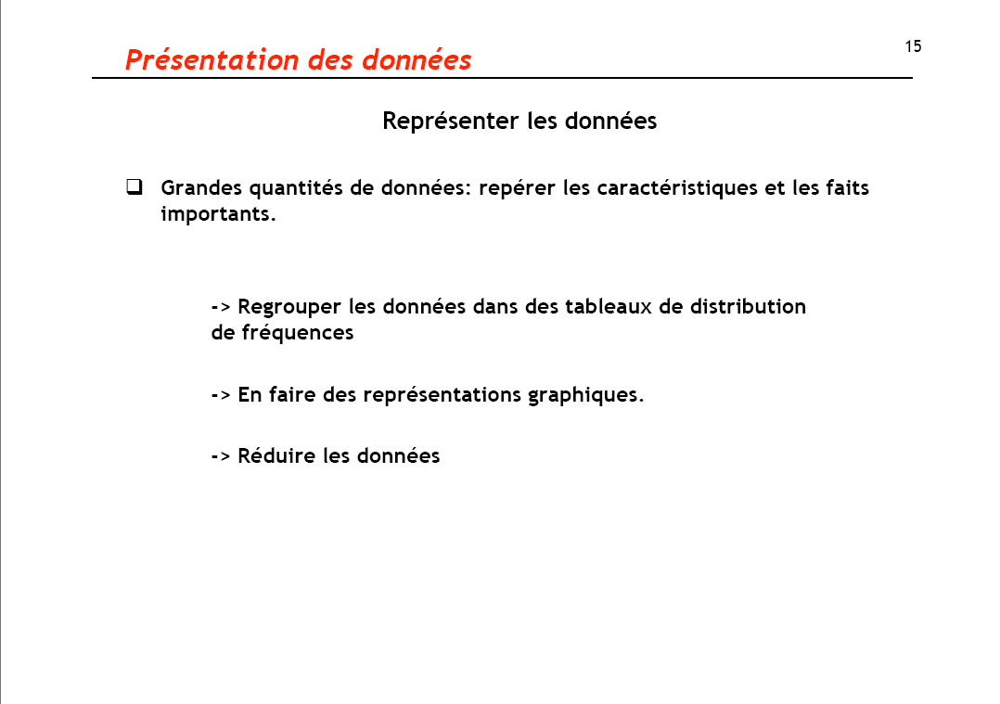 15
Présentation des données
Représenter les données
❑ Grandes quantités de données: repérer les caractéristiques et les faits
importants.
-> Regrouper les données dans des tableaux de distribution
de fréquences
-> En faire des représentations graphiques.
-> Réduire les données